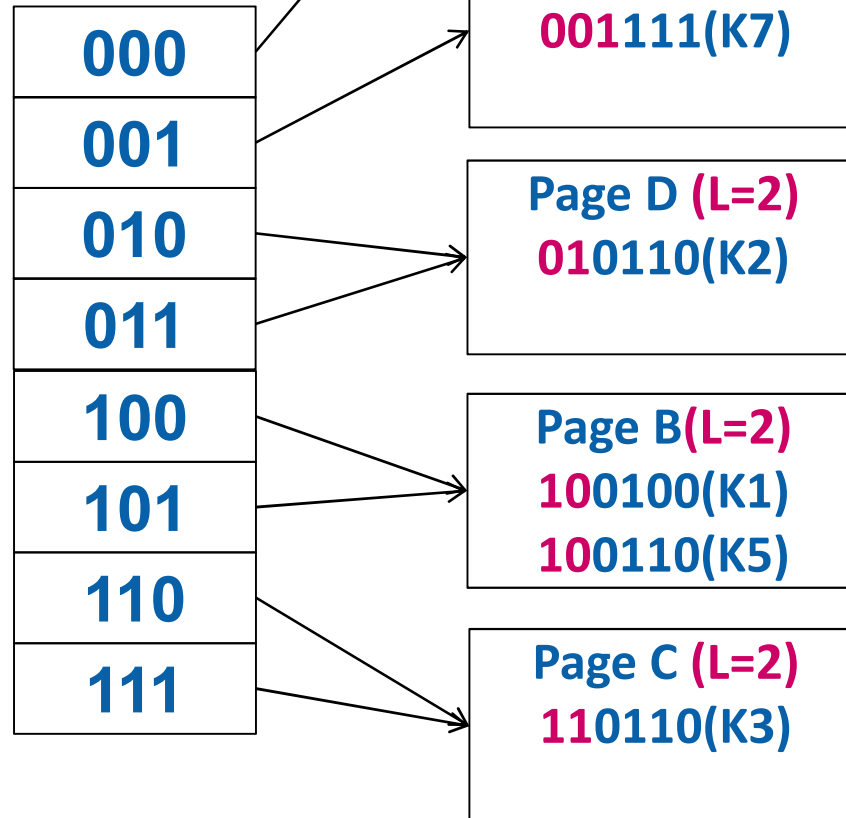 000
001
010
011
100
101
110
111
001111(K7)
Page D (L=2)
010110(K2)
Page B(L=2)
100100(K1)
100110(K5)
Page C (L=2)
110110(K3)